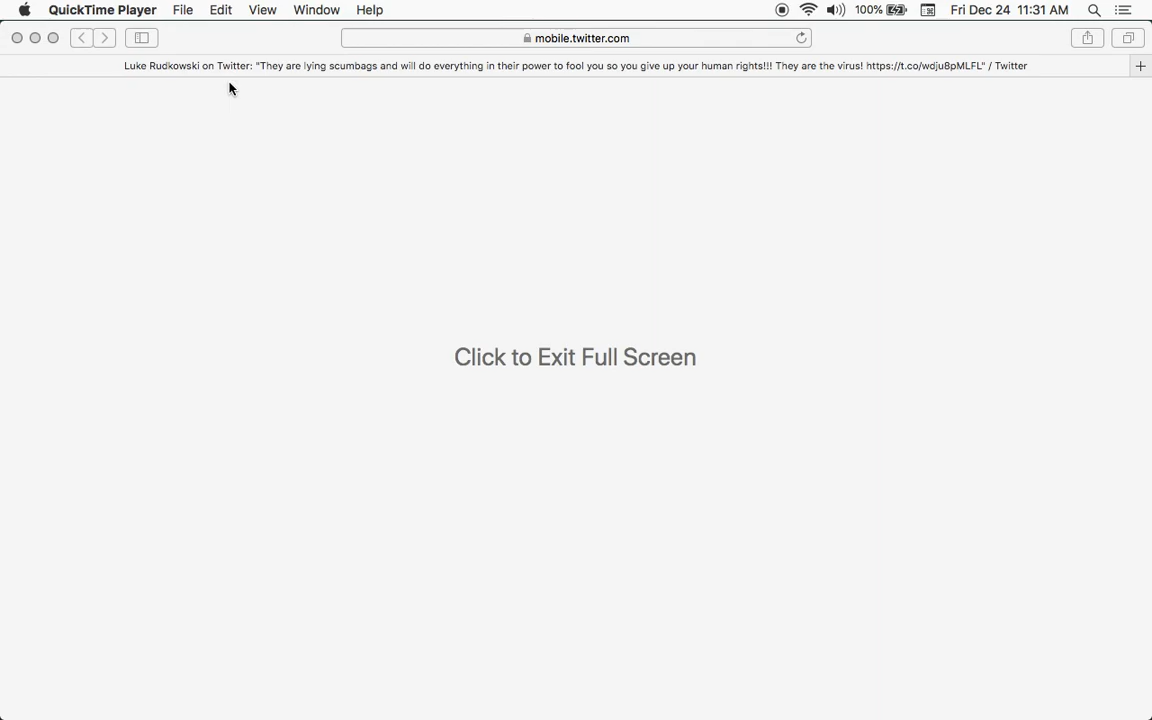 QuickTime Player File Edit View Window Help 100% Fri Dec 24 11:31 AM
mobile.twitter.com
Luke Rudkowski on Twitter: "They are lying scumbags and will do everything in their power to fool you so you give up your human rights!!! They are the virus! https://t.co/wdju8pMLFL" / Twitter
Click to Exit Full Screen